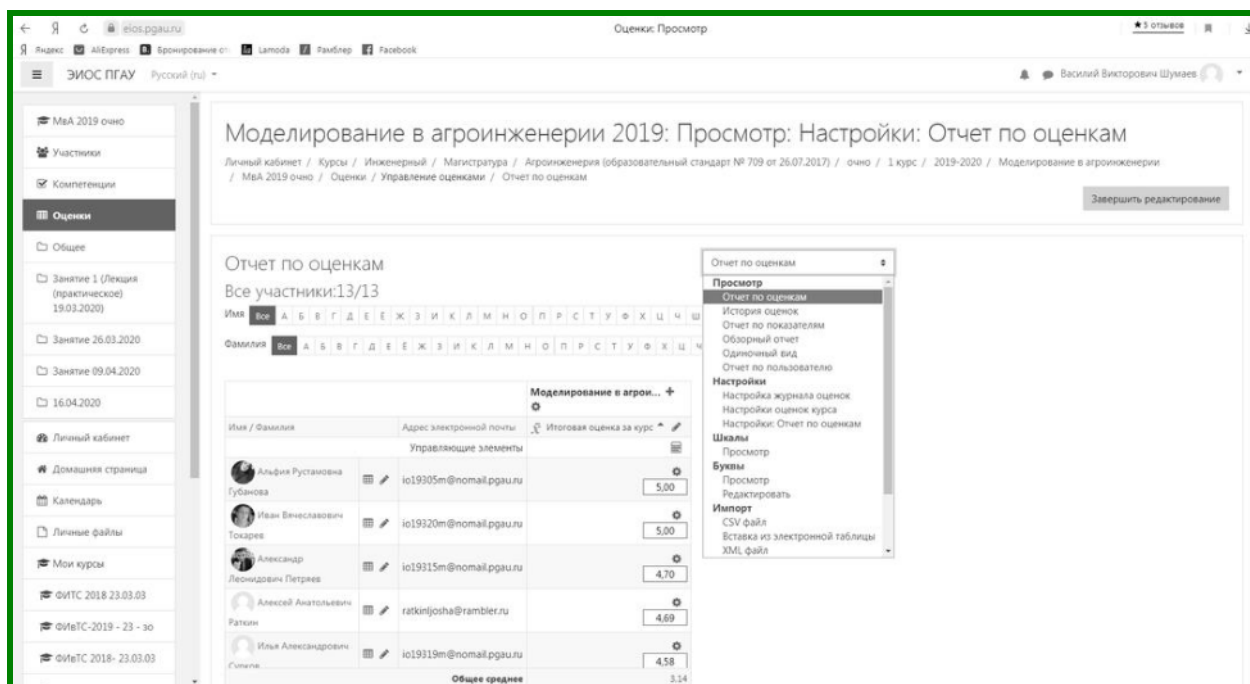 eios.pgau.ru
Оценки: Просмотр
★ 5 отзывов
Яндекс AliExpress Бронирование от Lamoda Рамблер Facebook
ЭИОС ПГАУ Русский (ru)
Василий Викторович Шумаев
МвА 2019 очно
Участники
Компетенции
Оценки
Общее
Занятие 1 (Лекция
(практическое)
19.03.2020)
Занятие 26.03.2020
Занятие 09.04.2020
16.04.2020
Личный кабинет
Домашняя страница
Календарь
Личные файлы
Мои курсы
ФИТС 2018 23.03.03
ФИвТС-2019 - 23 - зо
ФИвТС 2018- 23.03.03
Моделирование в агроинженерии 2019: Просмотр: Настройки: Отчет по оценкам
Личный кабинет / Курсы / Инженерный / Магистратура / Агроинженерия (образовательный стандарт № 709 от 26.07.2017) / очно / 1 курс / 2019-2020 / Моделирование в агроинженерии
/ МвА 2019 очно / Оценки / Управление оценками / Отчет по оценкам
Завершить редактирование
Отчет по оценкам
Все участники:13/13
Имя Все А Б В Г Д Е Ё Ж З И К Л М Н О П Р С Т У Ф Х Ц Ч Ш
Фамилия Все А Б В Г Д Е Ё Ж З И К Л М Н О П Р С Т У Ф Х Ц Ч
Моделирование в агрои...
Имя / Фамилия Адрес электронной почты Итоговая оценка за курс
Управляющие элементы
Альфия Рустамовна
Губанова
io19305m@nomail.pgau.ru
5,00
Иван Вячеславович
Токарев
io19320m@nomail.pgau.ru
5,00
Александр
Леонидович Петряев
io19315m@nomail.pgau.ru
4,70
Алексей Анатольевич
Раткин
ratkinljosha@rambler.ru
4,69
Илья Александрович
io19319m@nomail.pgau.ru
4,58
Общее среднее 3,14
Отчет по оценкам
Просмотр
Отчет по оценкам
История оценок
Отчет по показателям
Обзорный отчет
Одиночный вид
Отчет по пользователю
Настройки
Настройка журнала оценок
Настройки оценок курса
Настройки: Отчет по оценкам
Шкалы
Просмотр
Буквы
Просмотр
Редактировать
Импорт
CSV файл
Вставка из электронной таблицы
XML файл